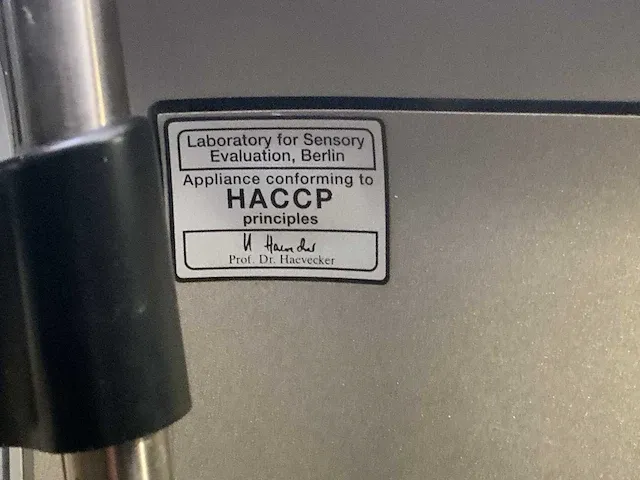 Laboratory for Sensory
Evaluation, Berlin
Appliance conforming to
HACCP
principles
Prof. Dr. Haevecker